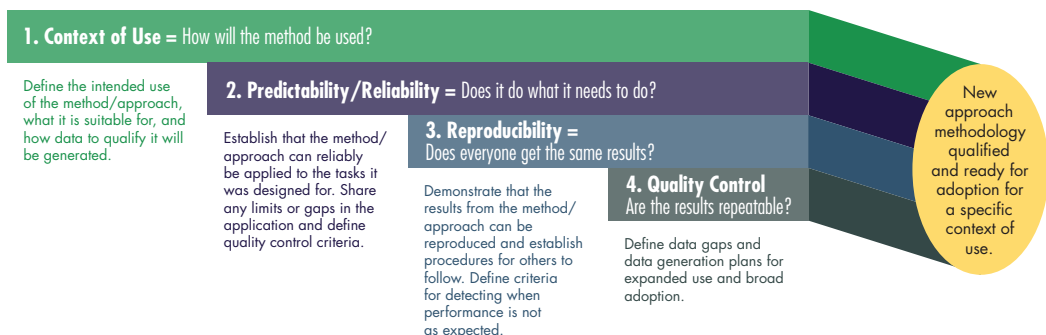 1. Context of Use = How will the method be used?
Define the intended use
of the method/approach,
what it is suitable for, and
how data to qualify it will
be generated.
2. Predictability/Reliability = Does it do what it needs to do?
Establish that the method/
approach can reliably
be applied to the tasks it
was designed for. Share
any limits or gaps in the
application and define
quality control criteria.
3. Reproducibility =
Does everyone get the same results?
Demonstrate that the
results from the method/
approach can be
reproduced and establish
procedures for others to
follow. Define criteria
for detecting when
performance is not
as expected.
4. Quality Control
Are the results repeatable?
Define data gaps and
data generation plans for
expanded use and broad
adoption.
New
approach
methodology
qualified
and ready for
adoption for
a specific
context of
use.